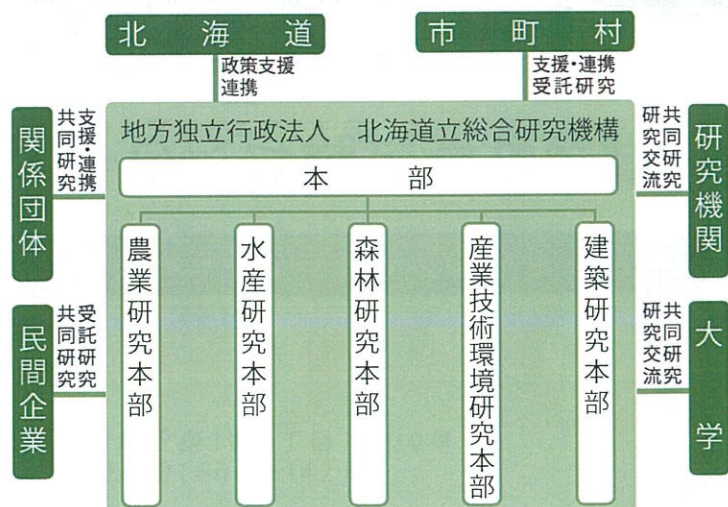 北海道
市町村
政策支援
連携
支援・連携
受託研究
地方独立行政法人 北海道立総合研究機構
関係団体
支援・連携
共同研究
本部
共同研究
研究交流
研究機関
農業研究本部
水産研究本部
森林研究本部
産業技術環境研究本部
建築研究本部
民間企業
受託研究
共同研究
共同研究
研究交流
大学